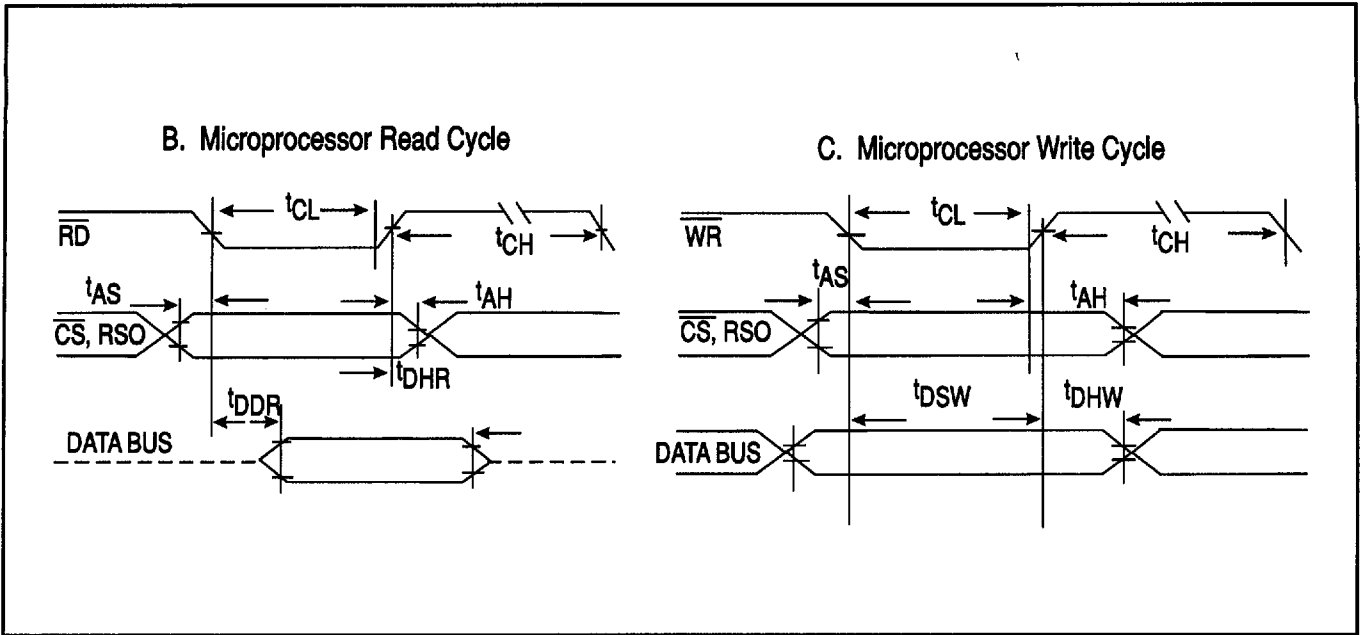 B. Microprocessor Read Cycle
tCL
RD
tCH
tAS
tAH
CS, RSO
tDHR
tDDR
DATA BUS
C. Microprocessor Write Cycle
tCL
WR
tCH
tAS
tAH
CS, RSO
tDSW
tDHW
DATA BUS